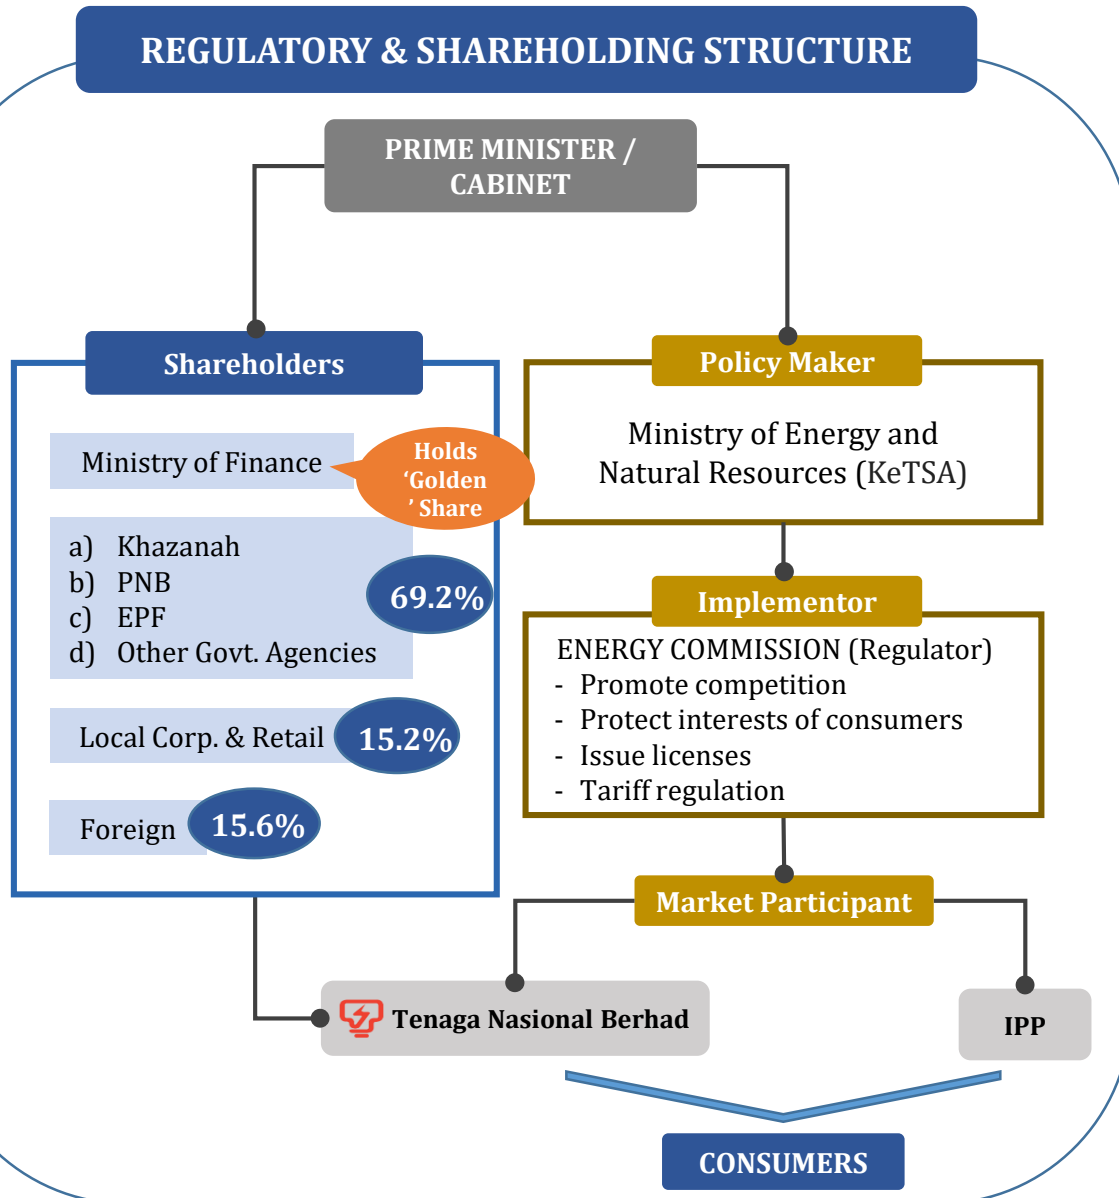 REGULATORY & SHAREHOLDING STRUCTURE
PRIME MINISTER /
CABINET
Shareholders
Ministry of Finance
Holds
‘Golden
’ Share
a) Khazanah
b) PNB
c) EPF
d) Other Govt. Agencies
69.2%
Local Corp. & Retail
15.2%
Foreign
15.6%
Policy Maker
Ministry of Energy and
Natural Resources (KeTSA)
Implementor
ENERGY COMMISSION (Regulator)
- Promote competition
- Protect interests of consumers
- Issue licenses
- Tariff regulation
Market Participant
Tenaga Nasional Berhad
IPP
CONSUMERS